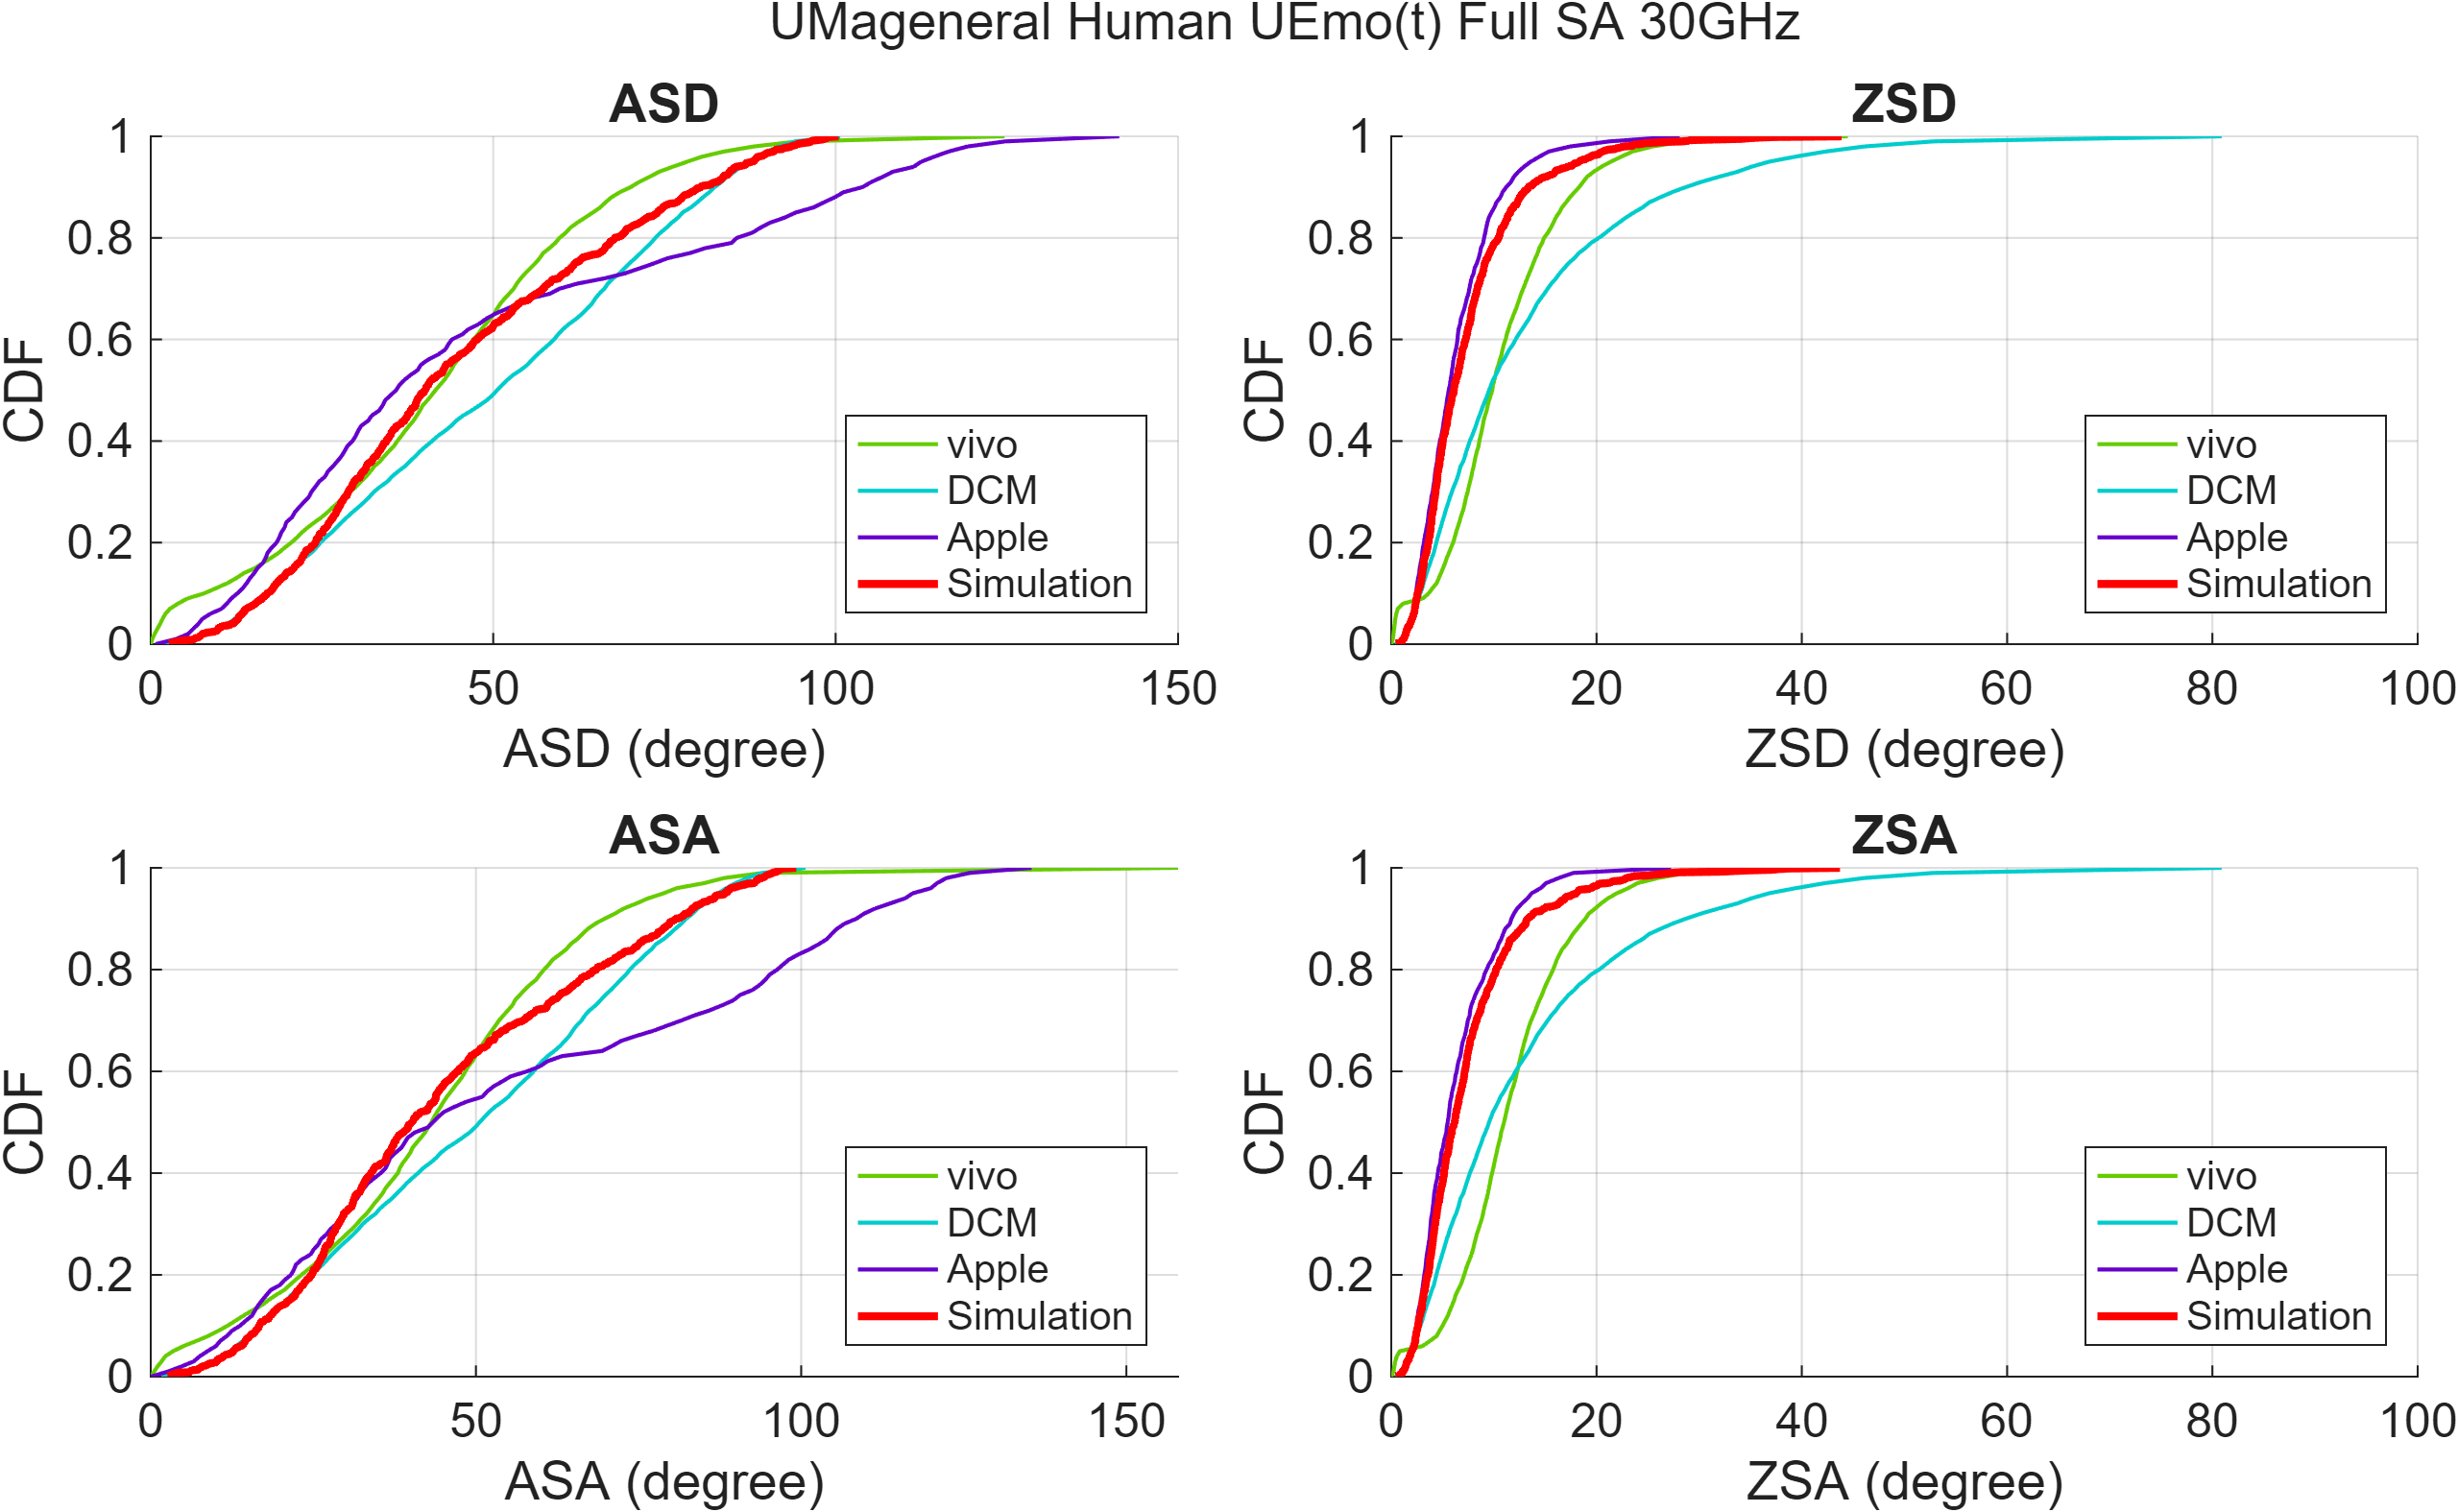 UMageneral Human UEmo(t) Full SA 30GHz
ASD
CDF
1
0.8
0.6
0.4
0.2
0
0 50 100 150
ASD (degree)
vivo
DCM
Apple
Simulation
ZSD
CDF
1
0.8
0.6
0.4
0.2
0
0 20 40 60 80 100
ZSD (degree)
vivo
DCM
Apple
Simulation
ASA
CDF
1
0.8
0.6
0.4
0.2
0
0 50 100 150
ASA (degree)
vivo
DCM
Apple
Simulation
ZSA
CDF
1
0.8
0.6
0.4
0.2
0
0 20 40 60 80 100
ZSA (degree)
vivo
DCM
Apple
Simulation